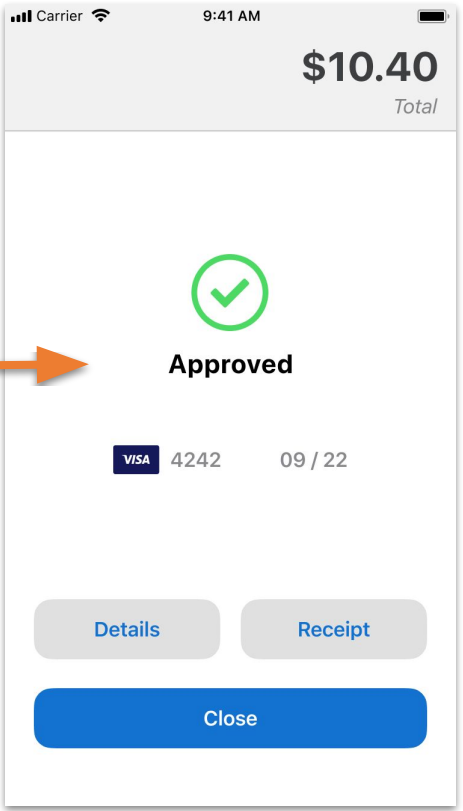 Carrier 9:41 AM
$10.40
Total
Approved
VISA 4242 09 / 22
Details Receipt
Close